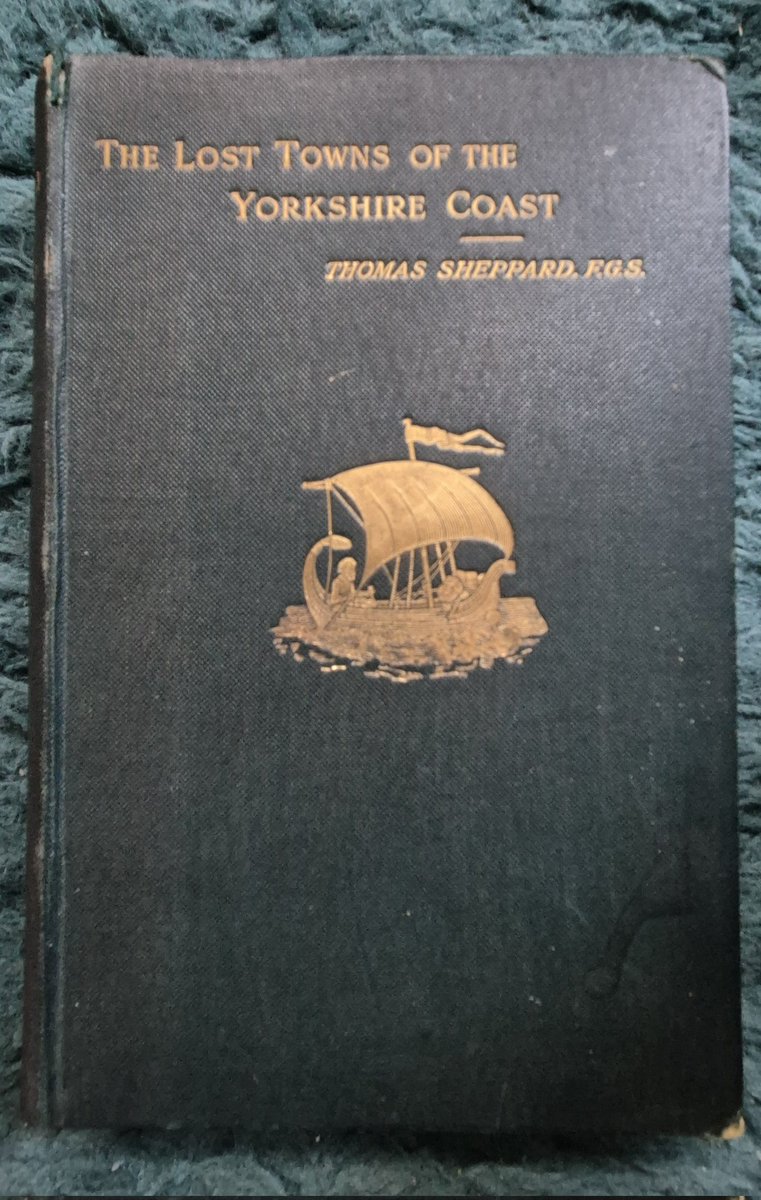 THE LOST TOWNS OF THE
YORKSHIRE COAST
THOMAS SHEPPARD. F.G.S.